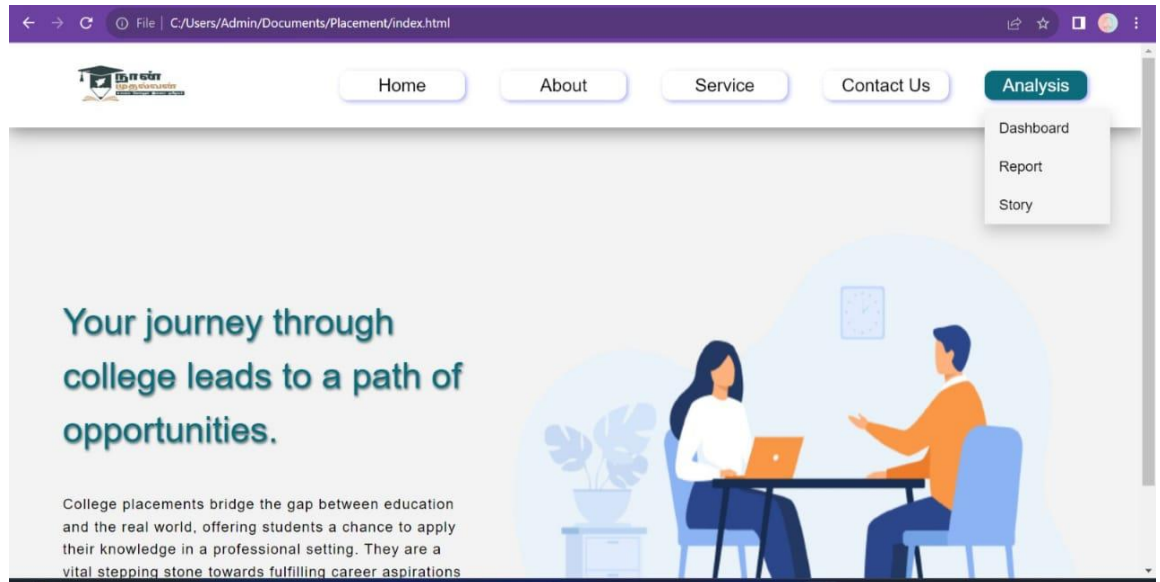 File | C:/Users/Admin/Documents/Placement/index.html
நான்
முதல்வன்
Home
About
Service
Contact Us
Analysis
Dashboard
Report
Story
Your journey through
college leads to a path of
opportunities.
College placements bridge the gap between education
and the real world, offering students a chance to apply
their knowledge in a professional setting. They are a
vital stepping stone towards fulfilling career aspirations